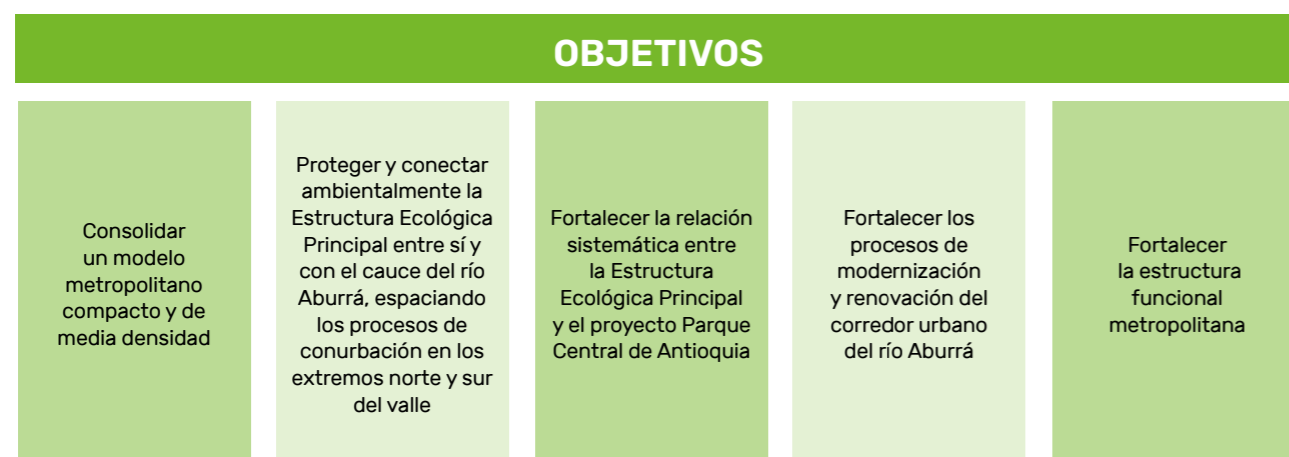 OBJETIVOS
Consolidar
un modelo
metropolitano
compacto y de
media densidad
Proteger y conectar
ambientalmente la
Estructura Ecológica
Principal entre sí y
con el cauce del río
Aburrá, espaciando
los procesos de
conurbación en los
extremos norte y sur
del valle
Fortalecer la relación
sistemática entre
la Estructura
Ecológica Principal
y el proyecto Parque
Central de Antioquia
Fortalecer los
procesos de
modernización
y renovación del
corredor urbano
del río Aburrá
Fortalecer
la estructura
funcional
metropolitana